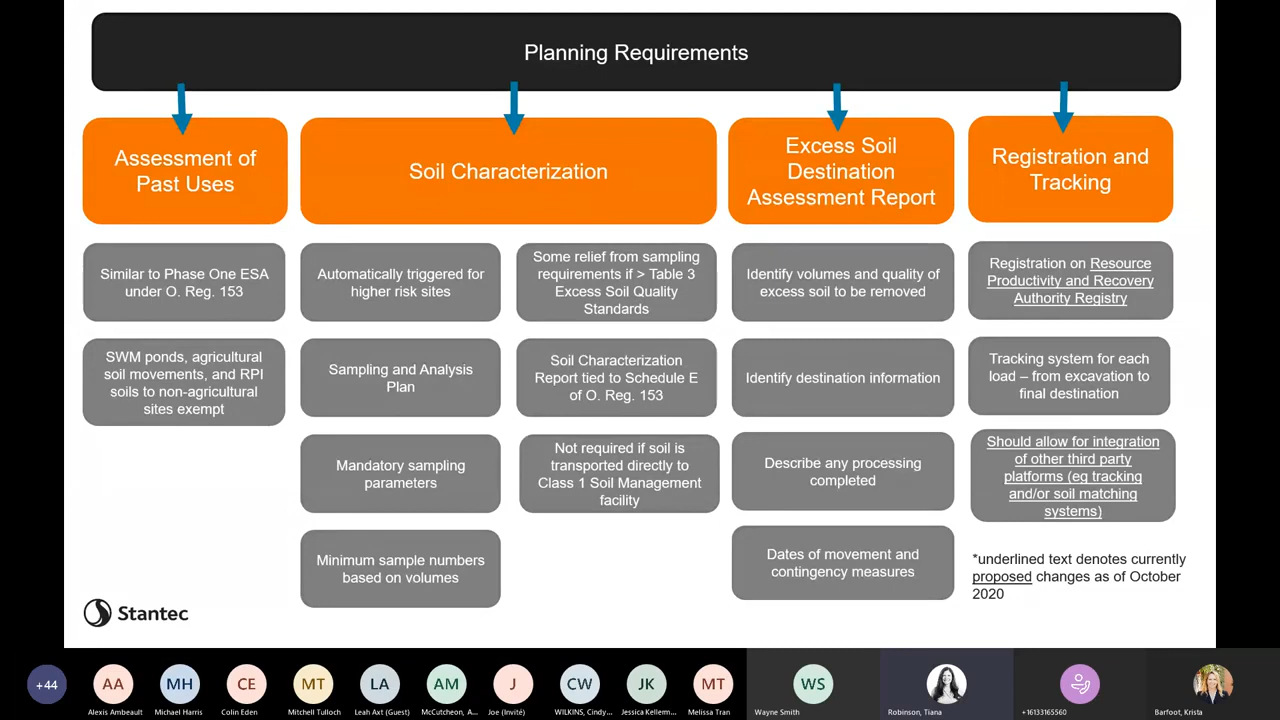 Planning Requirements
Assessment of
Past Uses
Soil Characterization
Excess Soil
Destination
Assessment Report
Registration and
Tracking
Similar to Phase One ESA
under O. Reg. 153
SWM ponds, agricultural
soil movements, and RPI
soils to non-agricultural
sites exempt
Automatically triggered for
higher risk sites
Sampling and Analysis
Plan
Mandatory sampling
parameters
Minimum sample numbers
based on volumes
Some relief from sampling
requirements if > Table 3
Excess Soil Quality
Standards
Soil Characterization
Report tied to Schedule E
of O. Reg. 153
Not required if soil is
transported directly to
Class 1 Soil Management
facility
Identify volumes and quality of
excess soil to be removed
Identify destination information
Describe any processing
completed
Dates of movement and
contingency measures
Registration on Resource
Productivity and Recovery
Authority Registry
Tracking system for each
load – from excavation to
final destination
Should allow for integration
of other third party
platforms (eg tracking
and/or soil matching
systems)
*underlined text denotes currently
proposed changes as of October
2020
Stantec
+44
AA
Alexis Ambeault
MH
Michael Harris
CE
Colin Eden
MT
Mitchell Tulloch
LA
Leah Axt (Guest)
AM
McCutcheon, A...
J
Joe (Invité)
CW
WILKINS, Cindy...
JK
Jessica Kellem...
MT
Melissa Tran
WS
Wayne Smith
Robinson, Tiana
+16133165560
Barfoot, Krista